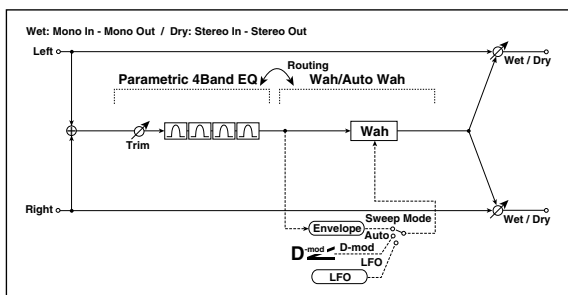 Wet: Mono In - Mono Out / Dry: Stereo In - Stereo Out
Left
Wet / Dry
Routing
Parametric 4Band EQ
Wah/Auto Wah
Trim
Wah
Right
Wet / Dry
Envelope
Sweep Mode
Auto
D-mod
D-mod
LFO
LFO